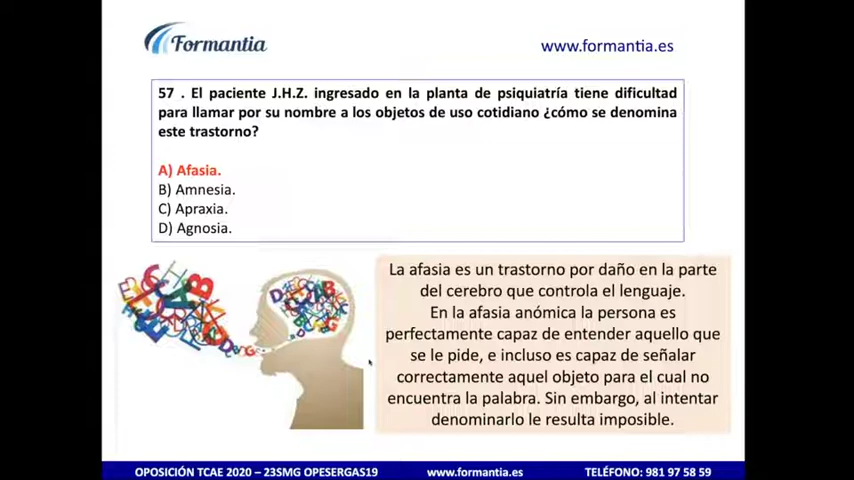 Formantia
www.formantia.es
57 . El paciente J.H.Z. ingresado en la planta de psiquiatría tiene dificultad
para llamar por su nombre a los objetos de uso cotidiano ¿cómo se denomina
este trastorno?
A) Afasia.
B) Amnesia.
C) Apraxia.
D) Agnosia.
La afasia es un trastorno por daño en la parte
del cerebro que controla el lenguaje.
En la afasia anómica la persona es
perfectamente capaz de entender aquello que
se le pide, e incluso es capaz de señalar
correctamente aquel objeto para el cual no
encuentra la palabra. Sin embargo, al intentar
denominarlo le resulta imposible.
OPOSICIÓN TCAE 2020 – 23SMG OPESERGAS19 www.formantia.es TELÉFONO: 981 97 58 59